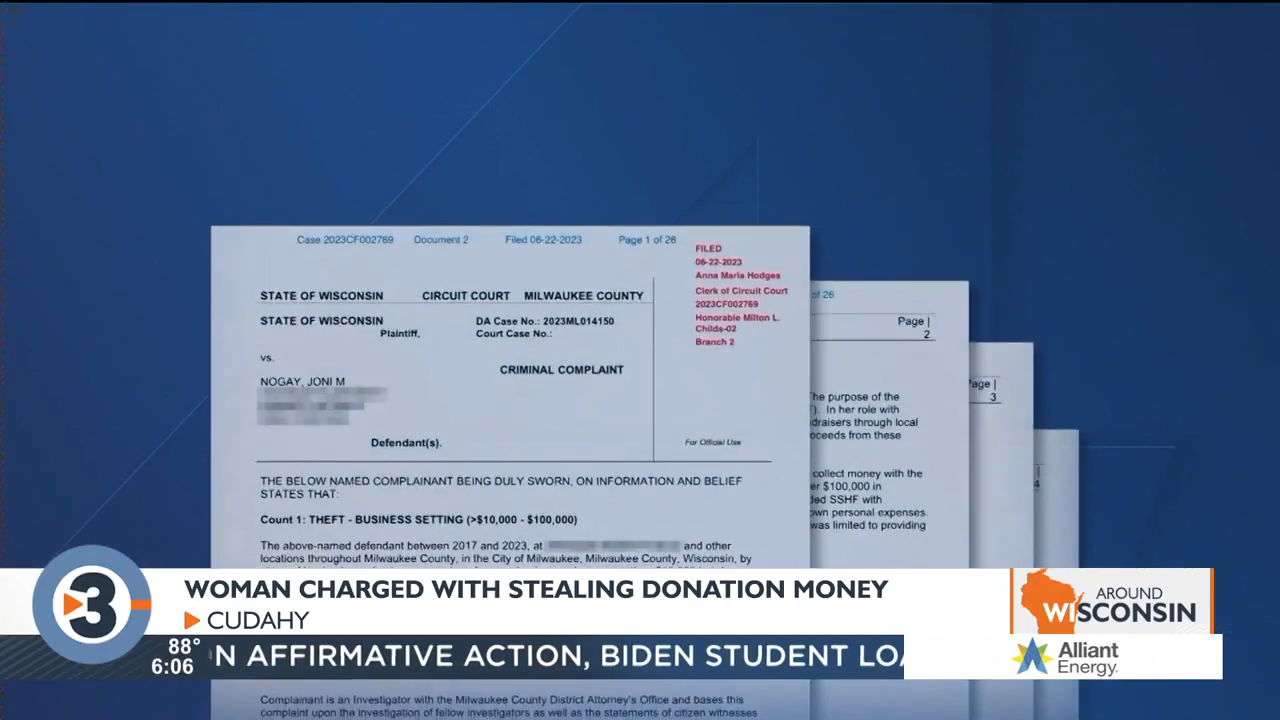 Case 2023CF002769 Document 2 Filed 06-22-2023 Page 1 of 26
FILED
06-22-2023
Anna Maria Hodges
Clerk of Circuit Court
2023CF002769
Honorable Milton L.
Childs-02
Branch 2
STATE OF WISCONSIN CIRCUIT COURT MILWAUKEE COUNTY
STATE OF WISCONSIN
Plaintiff,
DA Case No.: 2023ML014150
Court Case No.:
vs.
CRIMINAL COMPLAINT
NOGAY, JONI M
Defendant(s).
For Official Use
THE BELOW NAMED COMPLAINANT BEING DULY SWORN, ON INFORMATION AND BELIEF
STATES THAT:
Count 1: THEFT - BUSINESS SETTING (>$10,000 - $100,000)
The above-named defendant between 2017 and 2023, at and other
locations throughout Milwaukee County, in the City of Milwaukee, Milwaukee County, Wisconsin, by
of 26
Page |
2
he purpose of the
). In her role with
draisers through local
oceeds from these
collect money with the
er $100,000 in
ded SSHF with
own personal expenses.
was limited to providing
Page |
3
4
3
WOMAN CHARGED WITH STEALING DONATION MONEY
CUDAHY
AROUND
WISCONSIN
88°
6:06
N AFFIRMATIVE ACTION, BIDEN STUDENT LOA
Alliant
Energy.
Complainant is an Investigator with the Milwaukee County District Attorney's Office and bases this
complaint upon the investigation of fellow investigators as well as the statements of citizen witnesses